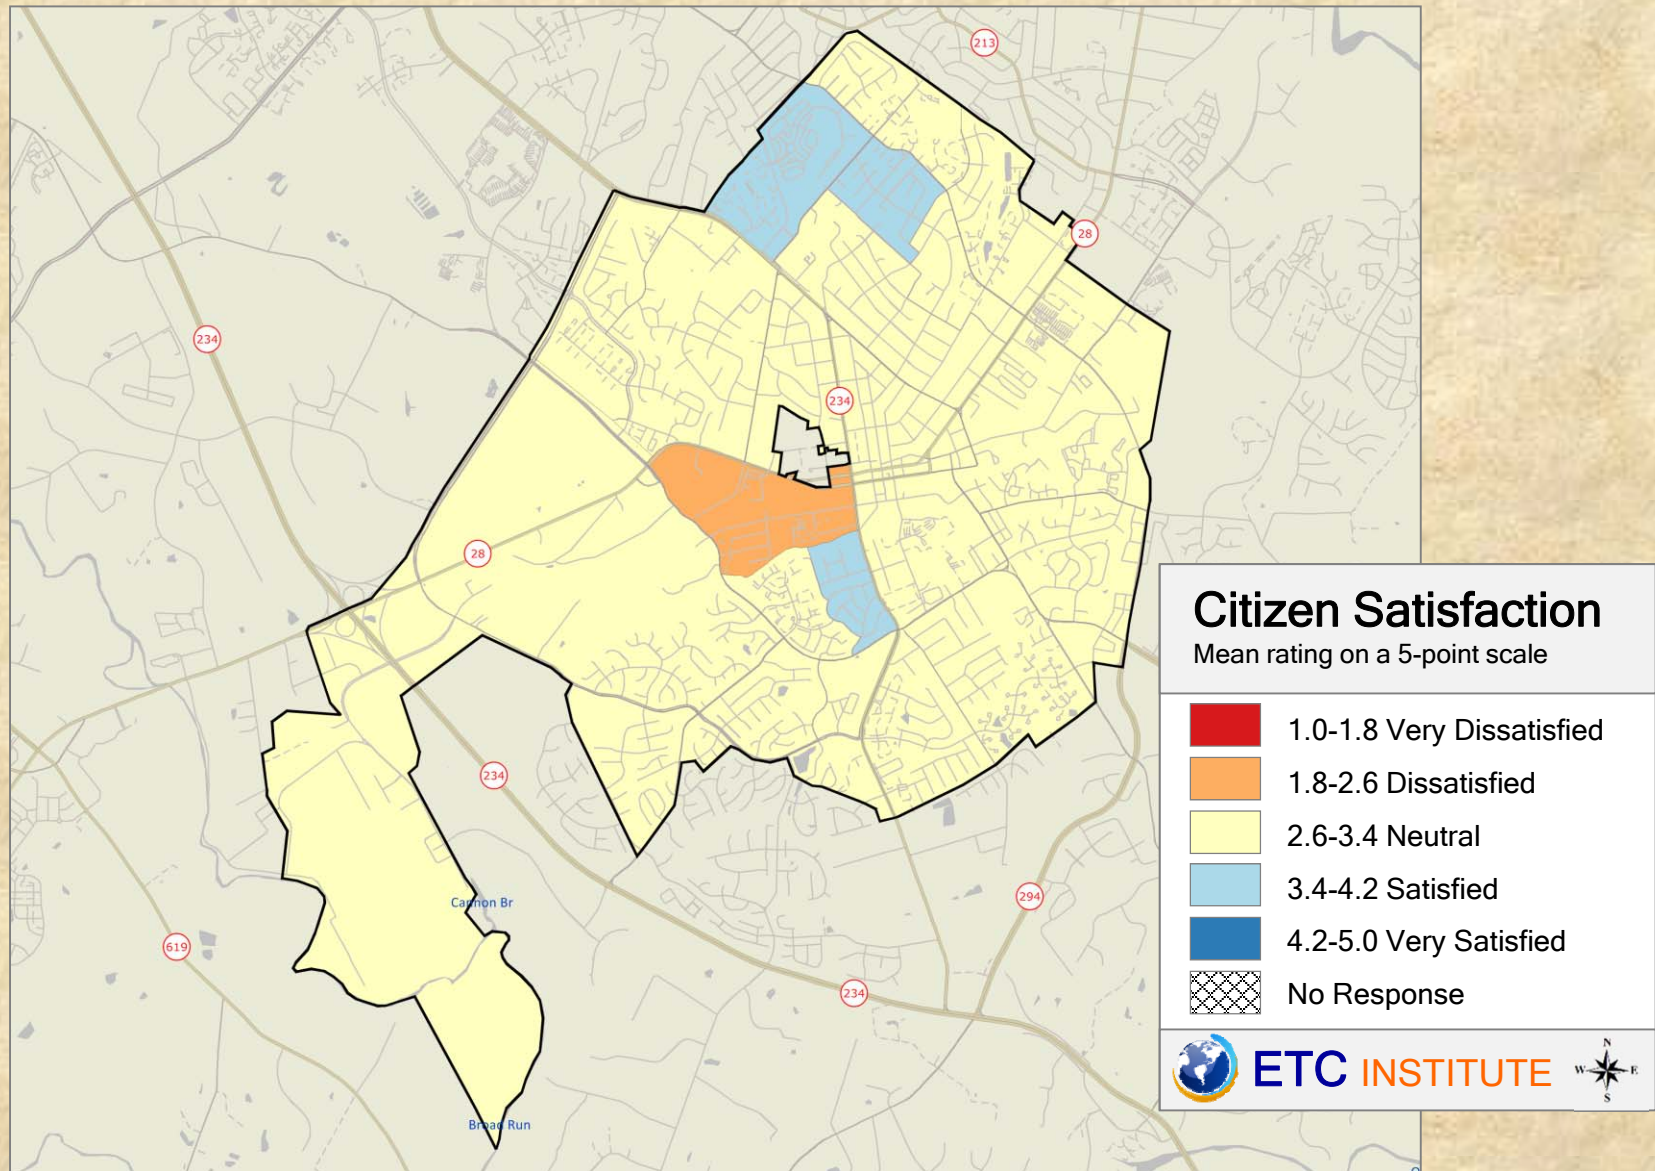 213
28
234
234
28
Citizen Satisfaction
Mean rating on a 5-point scale
1.0-1.8 Very Dissatisfied
1.8-2.6 Dissatisfied
2.6-3.4 Neutral
3.4-4.2 Satisfied
4.2-5.0 Very Satisfied
No Response
234
294
Cannon Br
619
234
Broad Run
ETC INSTITUTE
N
W E
S